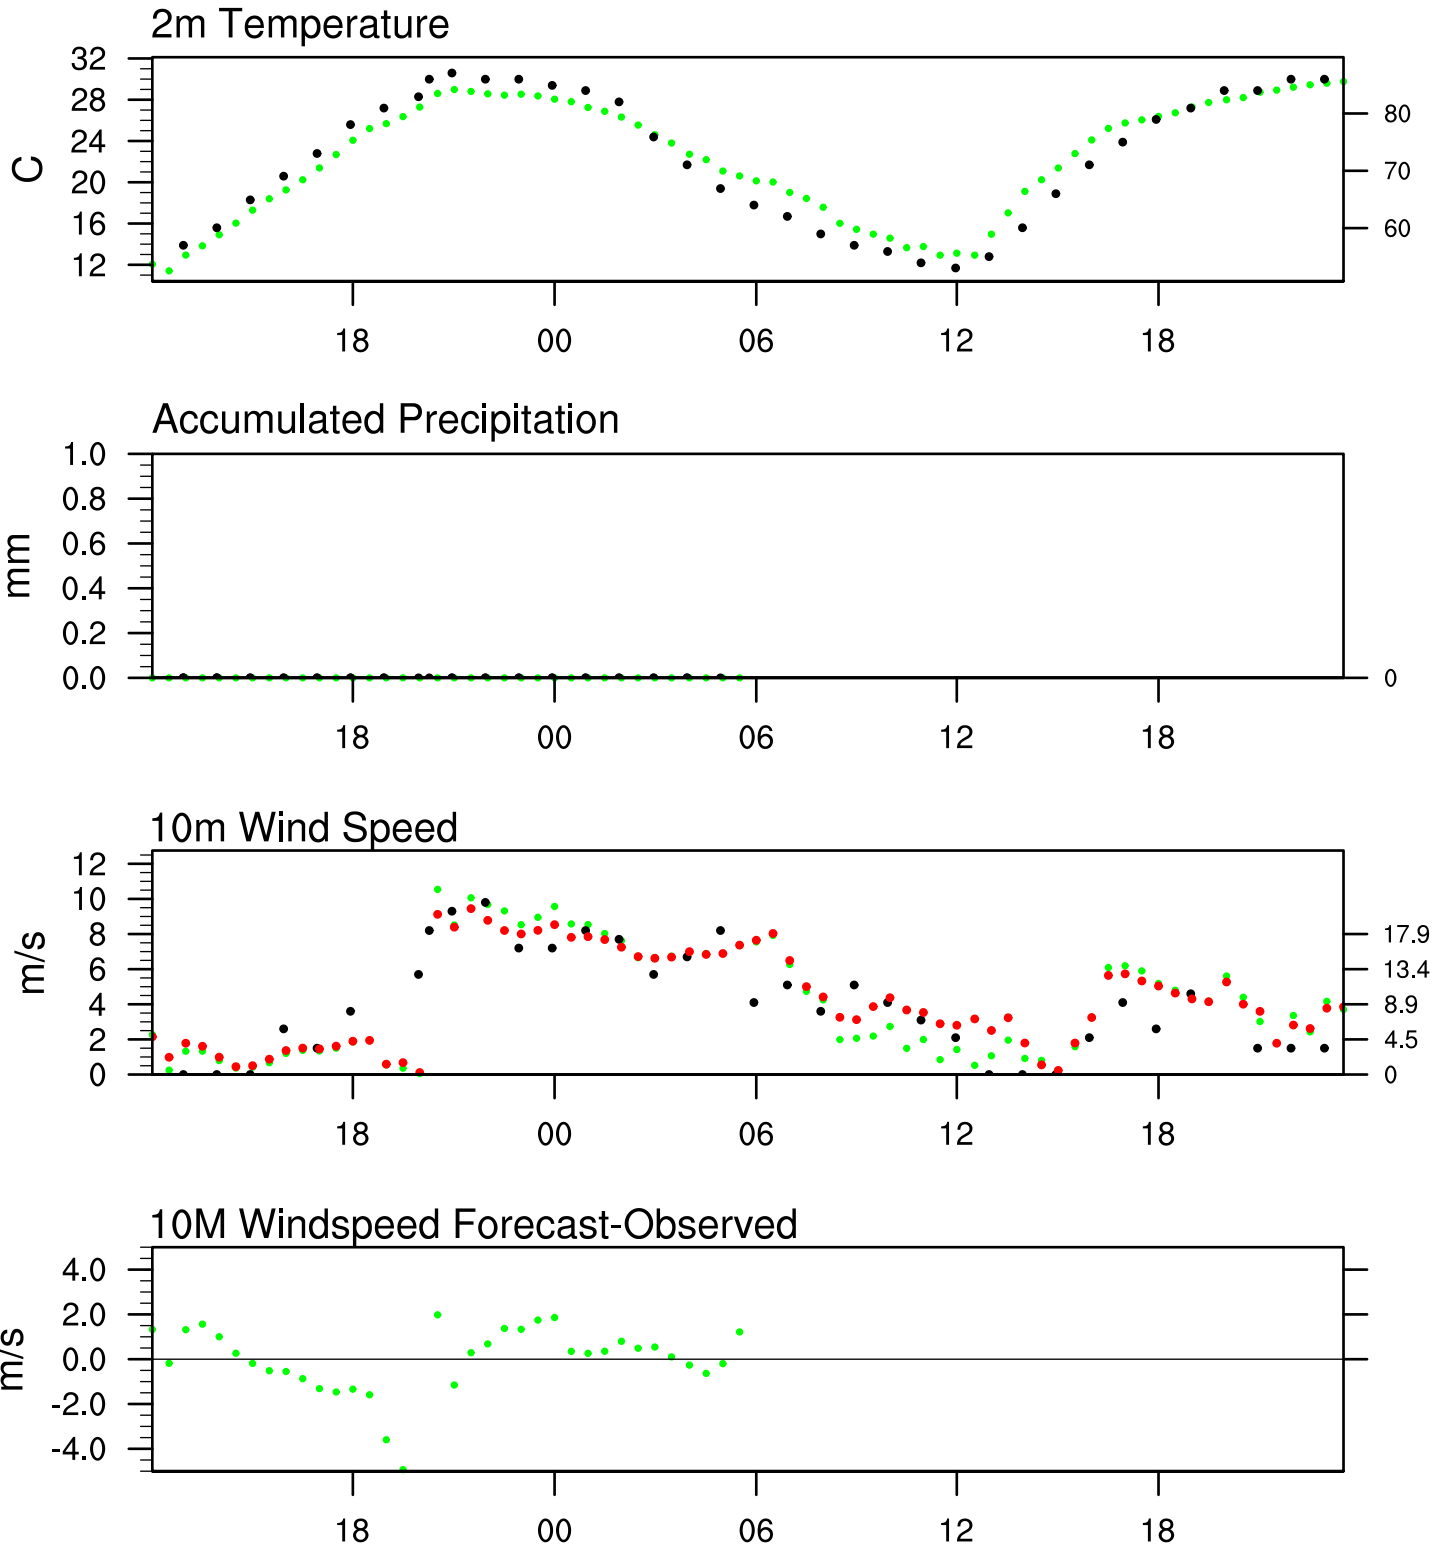 2m Temperature
32
28
24
20
16
12
C
80
70
60
18 00 06 12 18
Accumulated Precipitation
1.0
0.8
0.6
0.4
0.2
0.0
mm
0
18 00 06 12 18
10m Wind Speed
12
10
8
6
4
2
0
m/s
17.9
13.4
8.9
4.5
0
18 00 06 12 18
10M Windspeed Forecast-Observed
4.0
2.0
0.0
-2.0
-4.0
m/s
18 00 06 12 18